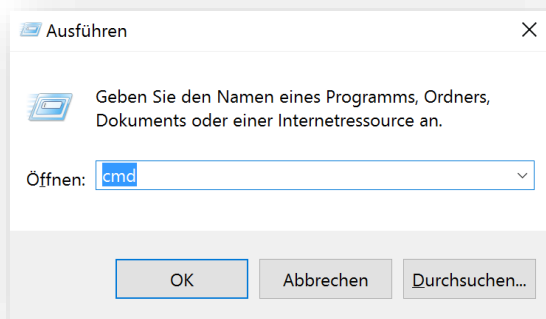 Ausführen
Geben Sie den Namen eines Programms, Ordners,
Dokuments oder einer Internetressource an.
Öffnen: cmd
OK Abbrechen Durchsuchen...